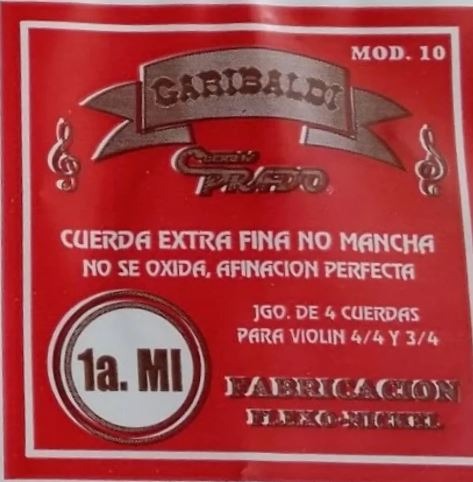 MOD. 10
GARIBALDI
PRADO
CUERDA EXTRA FINA NO MANCHA
NO SE OXIDA, AFINACION PERFECTA
JGO. DE 4 CUERDAS
PARA VIOLIN 4/4 Y 3/4
1a. MI
FABRICACION
FLEXO-NICKEL